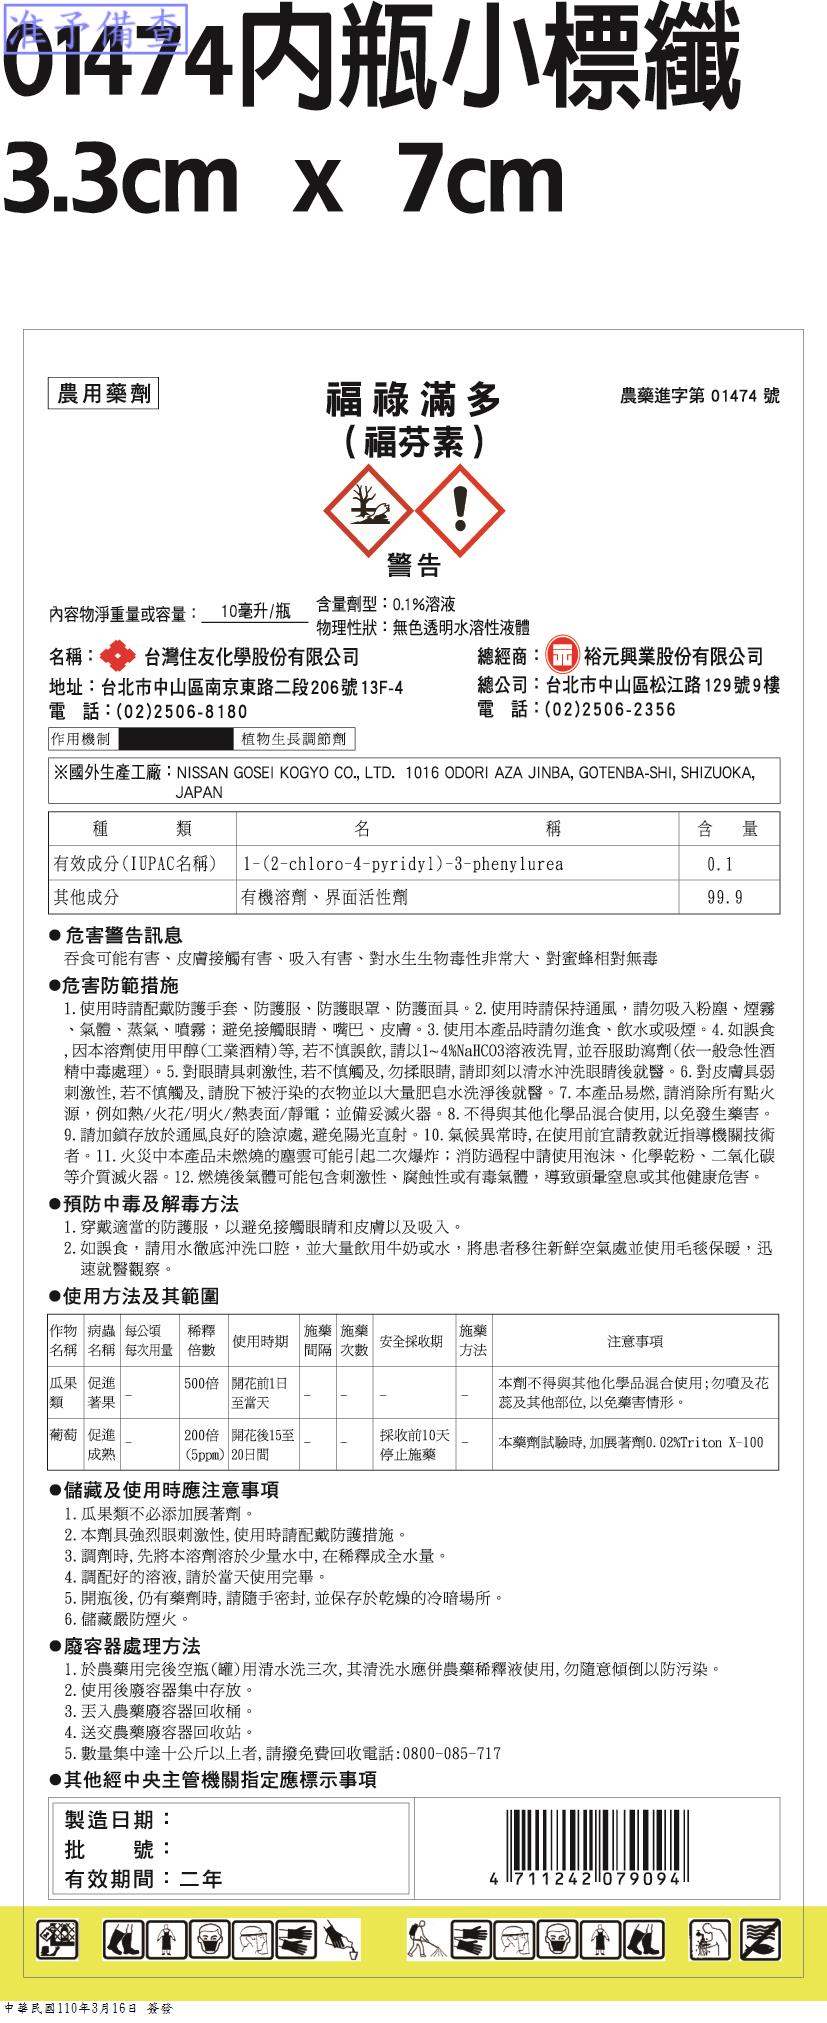 准予備查
01474內瓶小標纖
3.3cm x 7cm
農用藥劑
福祿滿多
(福芬素)
農藥進字第 01474 號
警告
內容物淨重量或容量： 10毫升/瓶
含量劑型：0.1%溶液
物理性狀：無色透明水溶性液體
名稱： 台灣住友化學股份有限公司
地址：台北市中山區南京東路二段206號13F-4
電 話：(02)2506-8180
總經商： 裕元興業股份有限公司
總公司：台北市中山區松江路129號9樓
電 話：(02)2506-2356
作用機制 植物生長調節劑
※國外生產工廠：NISSAN GOSEI KOGYO CO., LTD. 1016 ODORI AZA JINBA, GOTENBA-SHI, SHIZUOKA,
JAPAN
種 類 名 稱 含 量
有效成分(IUPAC名稱) 1-(2-chloro-4-pyridyl)-3-phenylurea 0.1
其他成分 有機溶劑、界面活性劑 99.9
●危害警告訊息
吞食可能有害、皮膚接觸有害、吸入有害、對水生生物毒性非常大、對蜜蜂相對無毒
●危害防範措施
1.使用時請配戴防護手套、防護服、防護眼罩、防護面具。2.使用時請保持通風，請勿吸入粉塵、煙霧
、氣體、蒸氣、噴霧；避免接觸眼睛、嘴巴、皮膚。3.使用本產品時請勿進食、飲水或吸煙。4.如誤食
,因本溶劑使用甲醇(工業酒精)等,若不慎誤飲,請以1~4%NaHCO3溶液洗胃,並吞服助瀉劑(依一般急性酒
精中毒處理)。5.對眼睛具刺激性,若不慎觸及,勿揉眼睛,請即刻以清水沖洗眼睛後就醫。6.對皮膚具弱
刺激性,若不慎觸及,請脫下被汙染的衣物並以大量肥皂水洗淨後就醫。7.本產品易燃,請消除所有點火
源，例如熱/火花/明火/熱表面/靜電；並備妥滅火器。8.不得與其他化學品混合使用,以免發生藥害。
9.請加鎖存放於通風良好的陰涼處,避免陽光直射。10.氣候異常時,在使用前宜請教就近指導機關技術
者。11.火災中本產品未燃燒的塵雲可能引起二次爆炸；消防過程中請使用泡沫、化學乾粉、二氧化碳
等介質滅火器。12.燃燒後氣體可能包含刺激性、腐蝕性或有毒氣體，導致頭暈窒息或其他健康危害。
●預防中毒及解毒方法
1.穿戴適當的防護服，以避免接觸眼睛和皮膚以及吸入。
2.如誤食，請用水徹底沖洗口腔，並大量飲用牛奶或水，將患者移往新鮮空氣處並使用毛毯保暖，迅
速就醫觀察。
●使用方法及其範圍
作物名稱 病蟲名稱 每公頃每次用量 稀釋倍數 使用時期 施藥間隔 施藥次數 安全採收期 施藥方法 注意事項
瓜果類 促進著果 - 500倍 開花前1日至當天 - - - - 本劑不得與其他化學品混合使用;勿噴及花蕊及其他部位,以免藥害情形。
葡萄 促進成熟 - 200倍(5ppm) 開花後15至20日間 - - 採收前10天停止施藥 - 本藥劑試驗時,加展著劑0.02%Triton X-100
●儲藏及使用時應注意事項
1.瓜果類不必添加展著劑。
2.本劑具強烈眼刺激性,使用時請配戴防護措施。
3.調劑時,先將本溶劑溶於少量水中,在稀釋成全水量。
4.調配好的溶液,請於當天使用完畢。
5.開瓶後,仍有藥劑時,請隨手密封,並保存於乾燥的冷暗場所。
6.儲藏嚴防煙火。
●廢容器處理方法
1.於農藥用完後空瓶(罐)用清水洗三次,其清洗水應併農藥稀釋液使用,勿隨意傾倒以防污染。
2.使用後廢容器集中存放。
3.丟入農藥廢容器回收桶。
4.送交農藥廢容器回收站。
5.數量集中達十公斤以上者,請撥免費回收電話:0800-085-717
●其他經中央主管機關指定應標示事項
製造日期：
批 號：
有效期間：二年
4 711242 079094
中華民國110年3月16日 簽發